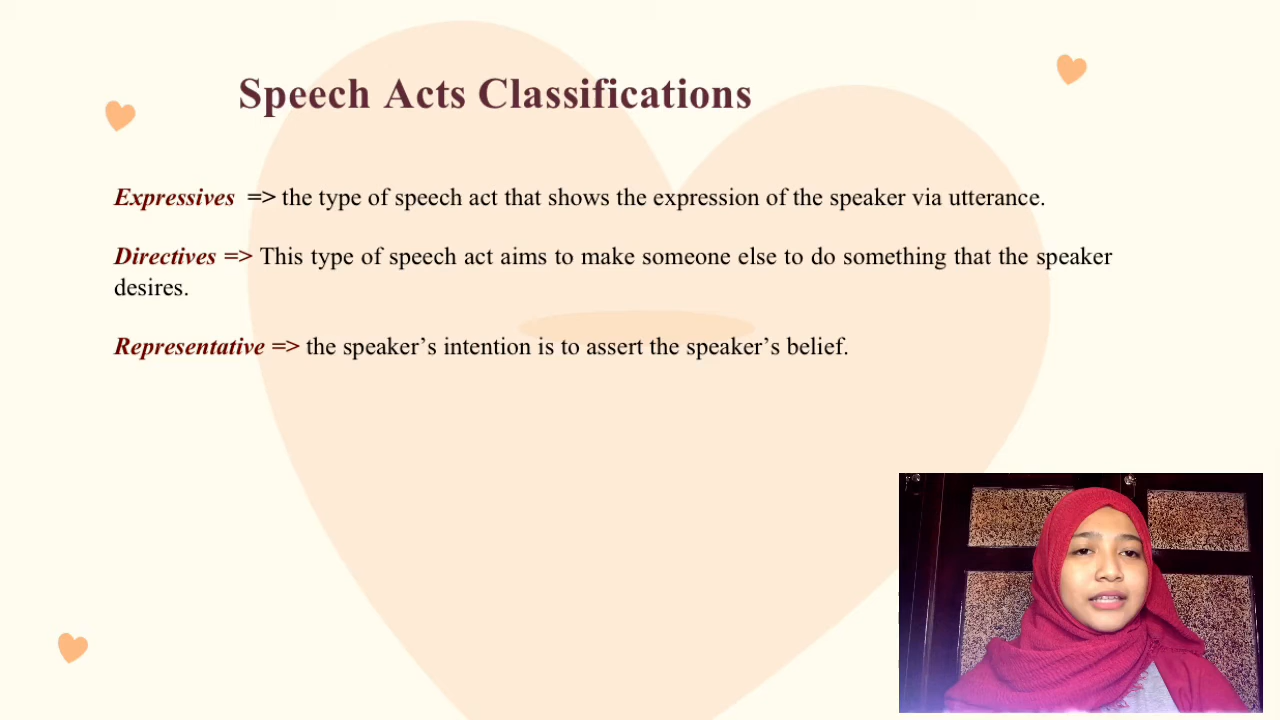 Speech Acts Classifications
Expressives => the type of speech act that shows the expression of the speaker via utterance.
Directives => This type of speech act aims to make someone else to do something that the speaker
desires.
Representative => the speaker’s intention is to assert the speaker’s belief.